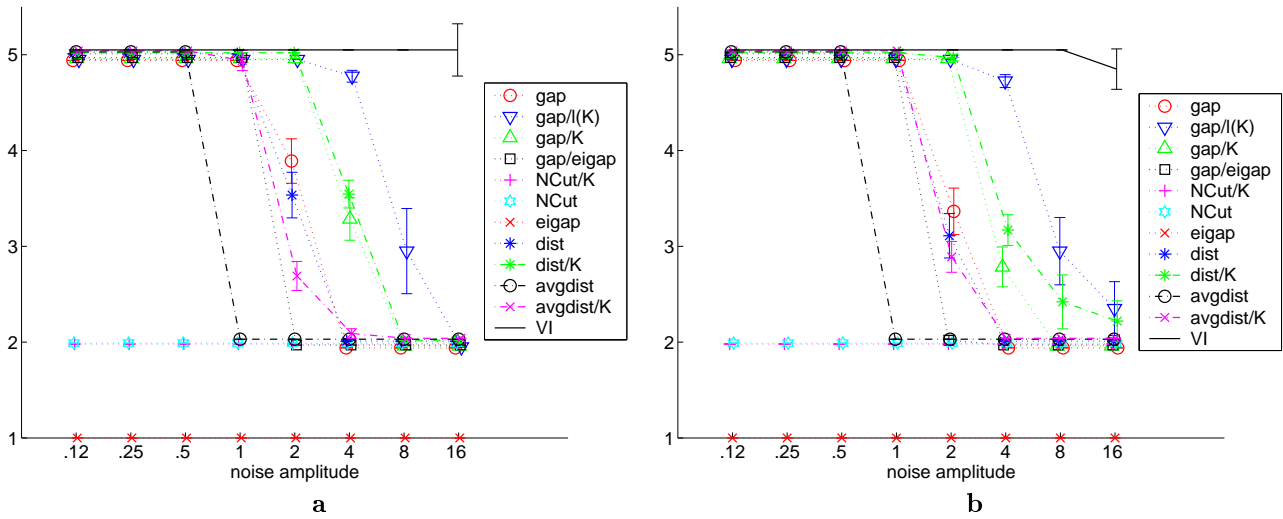 5
4
3
2
1
.12 .25 .5 1 2 4 8 16
noise amplitude
gap
gap/l(K)
gap/K
gap/eigap
NCut/K
NCut
eigap
dist
dist/K
avgdist
avgdist/K
VI
a
5
4
3
2
1
.12 .25 .5 1 2 4 8 16
noise amplitude
gap
gap/l(K)
gap/K
gap/eigap
NCut/K
NCut
eigap
dist
dist/K
avgdist
avgdist/K
VI
b